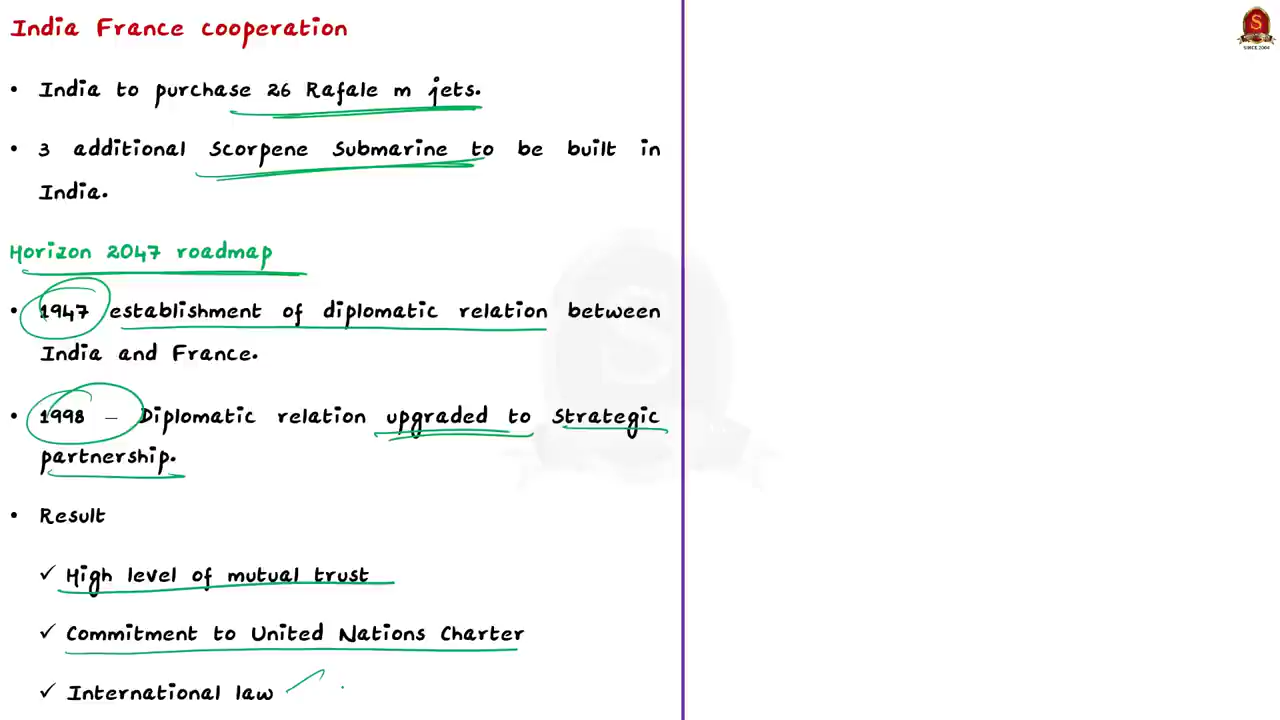 India France cooperation
• India to purchase 26 Rafale m jets.
• 3 additional Scorpene Submarine to be built in
India.
Horizon 2047 roadmap
• 1947 establishment of diplomatic relation between
India and France.
• 1998 – Diplomatic relation upgraded to strategic
partnership.
• Result
✓ High level of mutual trust
✓ Commitment to United Nations Charter
✓ International law
S
SINCE 2004